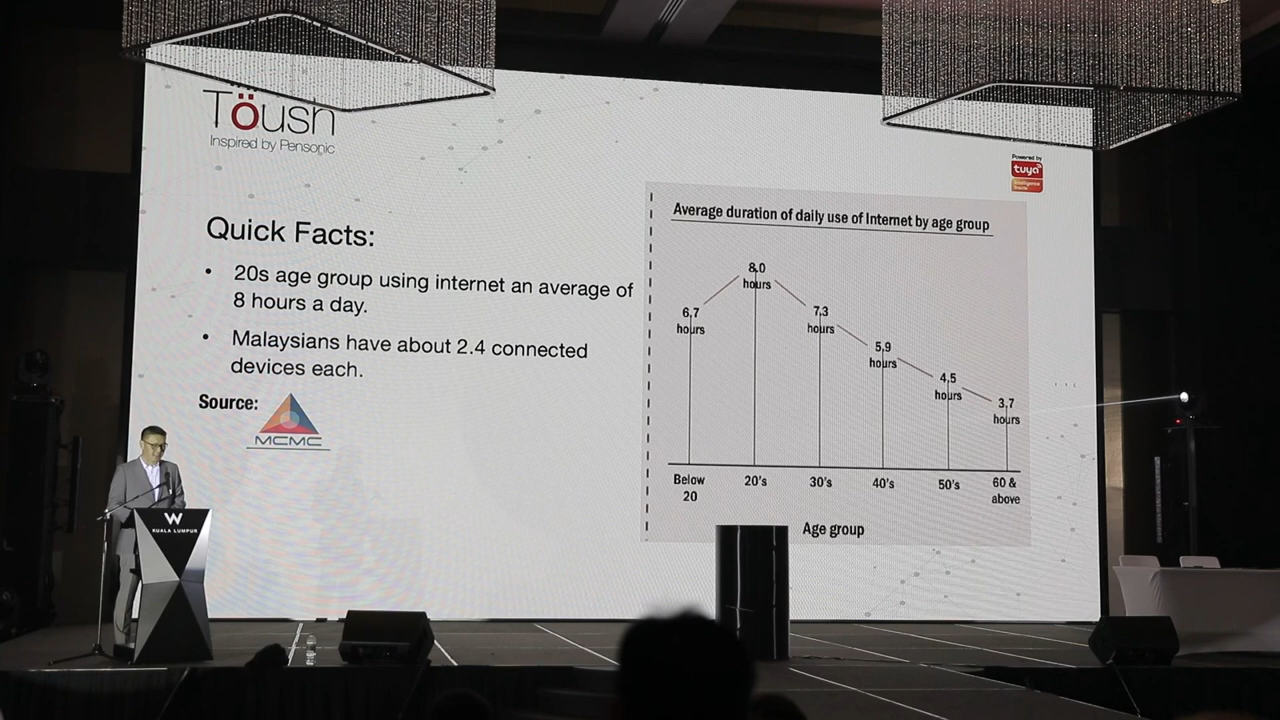 Töush
Inspired by Pensonic
Powered by
tuya
Intelligence
Inside
Quick Facts:
• 20s age group using internet an average of
8 hours a day.
• Malaysians have about 2.4 connected
devices each.
Source:
MCMC
Average duration of daily use of Internet by age group
8.0
hours
6.7
hours
7.3
hours
5.9
hours
4.5
hours
3.7
hours
Below
20
20's
30's
40's
50's
60 &
above
Age group
W
KUALA LUMPUR